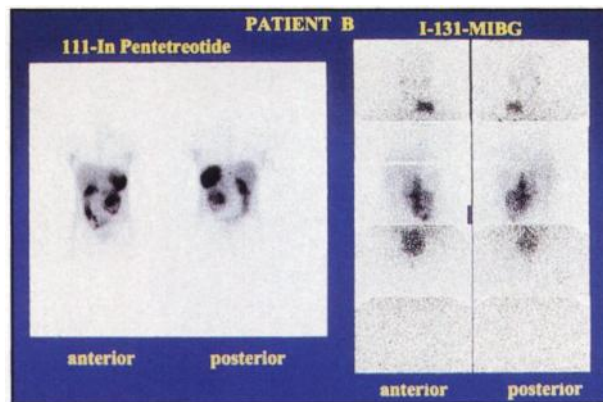 PATIENT B
111-In Pentetreotide
I-131-MIBG
anterior posterior
anterior posterior